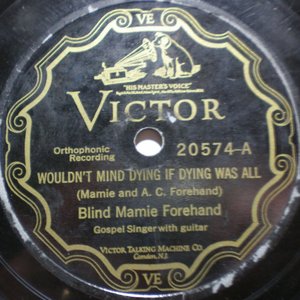 VE
"HIS MASTER'S VOICE"
VICTOR
Orthophonic
Recording
20574-A
WOULDN'T MIND DYING IF DYING WAS ALL
(Mamie and A. C. Forehand)
Blind Mamie Forehand
Gospel Singer with guitar
VICTOR TALKING MACHINE CO.
Camden, N.J.
VE